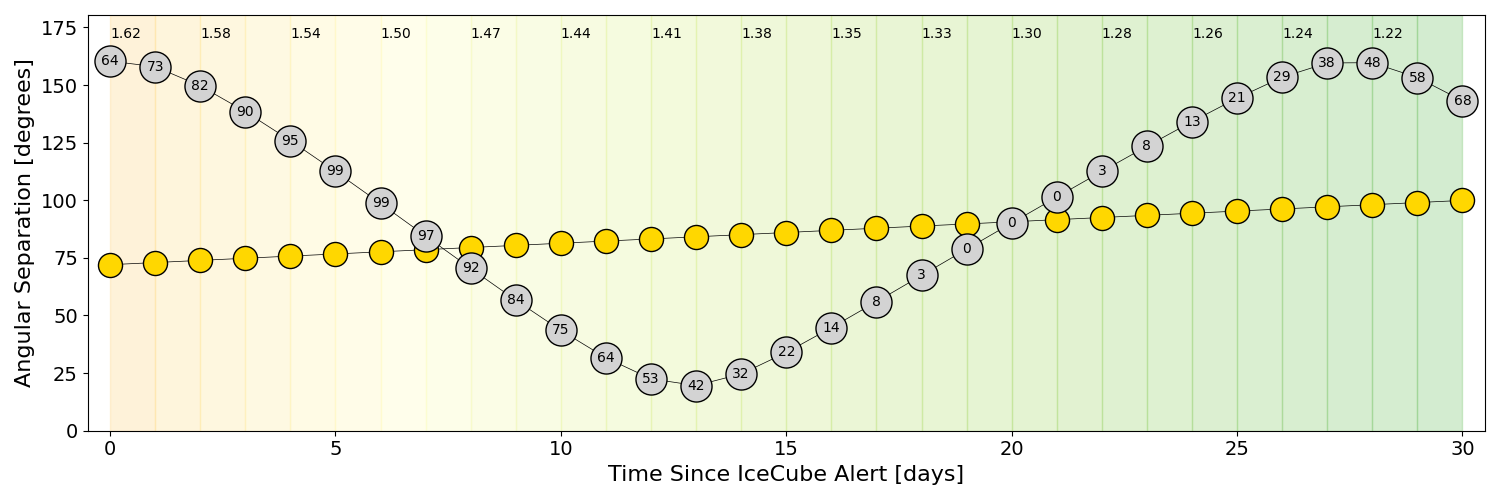 1.62 1.58 1.54 1.50 1.47 1.44 1.41 1.38 1.35 1.33 1.30 1.28 1.26 1.24 1.22
64 73 82 90 95 99 99 97 92 84 75 64 53 42 32 22 14 8 3 0 0 0 3 8 13 21 29 38 48 58 68
175
150
125
100
75
50
25
0
Angular Separation [degrees]
0 5 10 15 20 25 30
Time Since IceCube Alert [days]